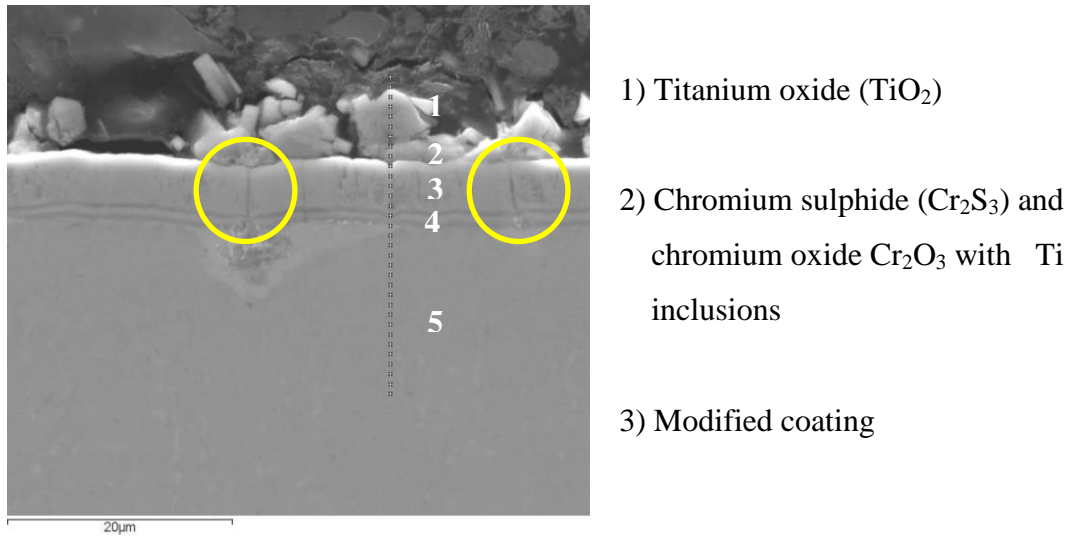 1
2
3
4
5
20µm
1) Titanium oxide (TiO₂)
2) Chromium sulphide (Cr₂S₃) and
chromium oxide Cr₂O₃ with Ti
inclusions
3) Modified coating